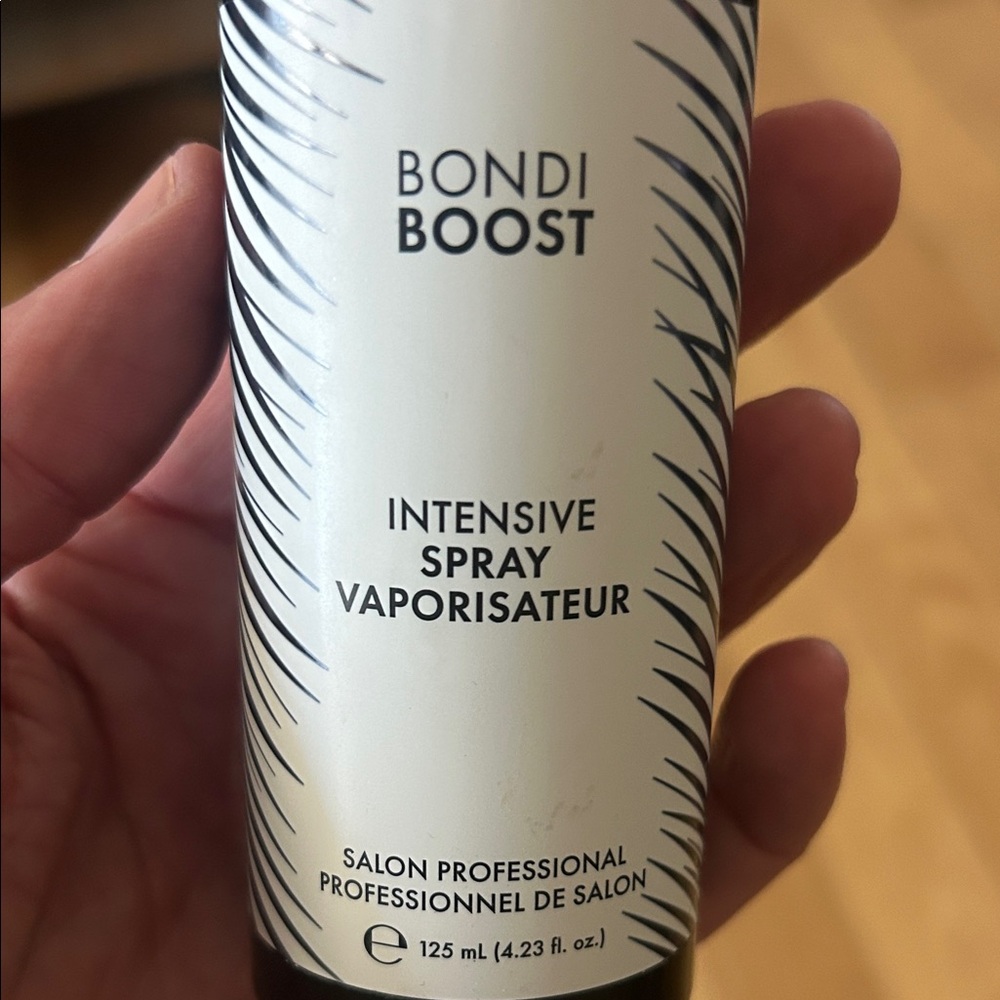 BONDI
BOOST
INTENSIVE
SPRAY
VAPORISATEUR
SALON PROFESSIONAL
PROFESSIONNEL DE SALON
℮ 125 mL (4.23 fl. oz.)